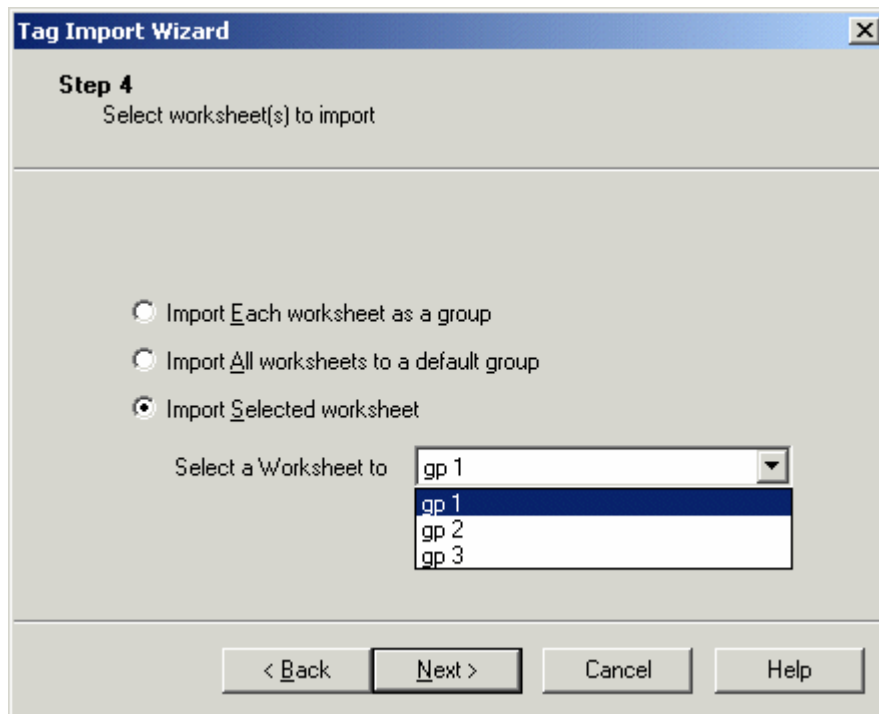 Tag Import Wizard
Step 4
Select worksheet(s) to import
Import Each worksheet as a group
Import All worksheets to a default group
Import Selected worksheet
Select a Worksheet to gp 1
gp 1
gp 2
gp 3
< Back Next > Cancel Help